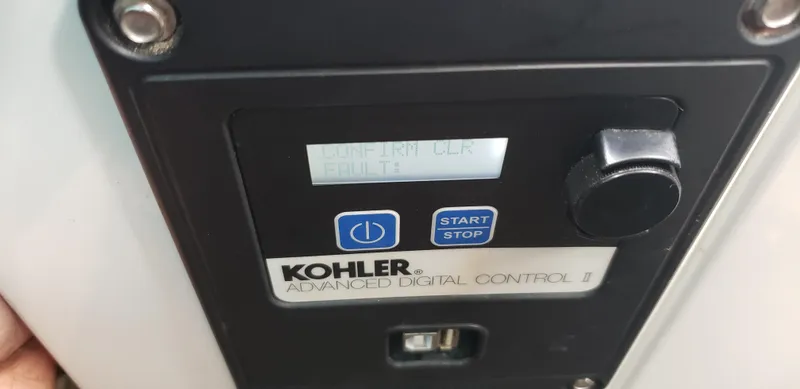 CONFIRM CLR
FAULT:
START
STOP
KOHLER®
ADVANCED DIGITAL CONTROL II